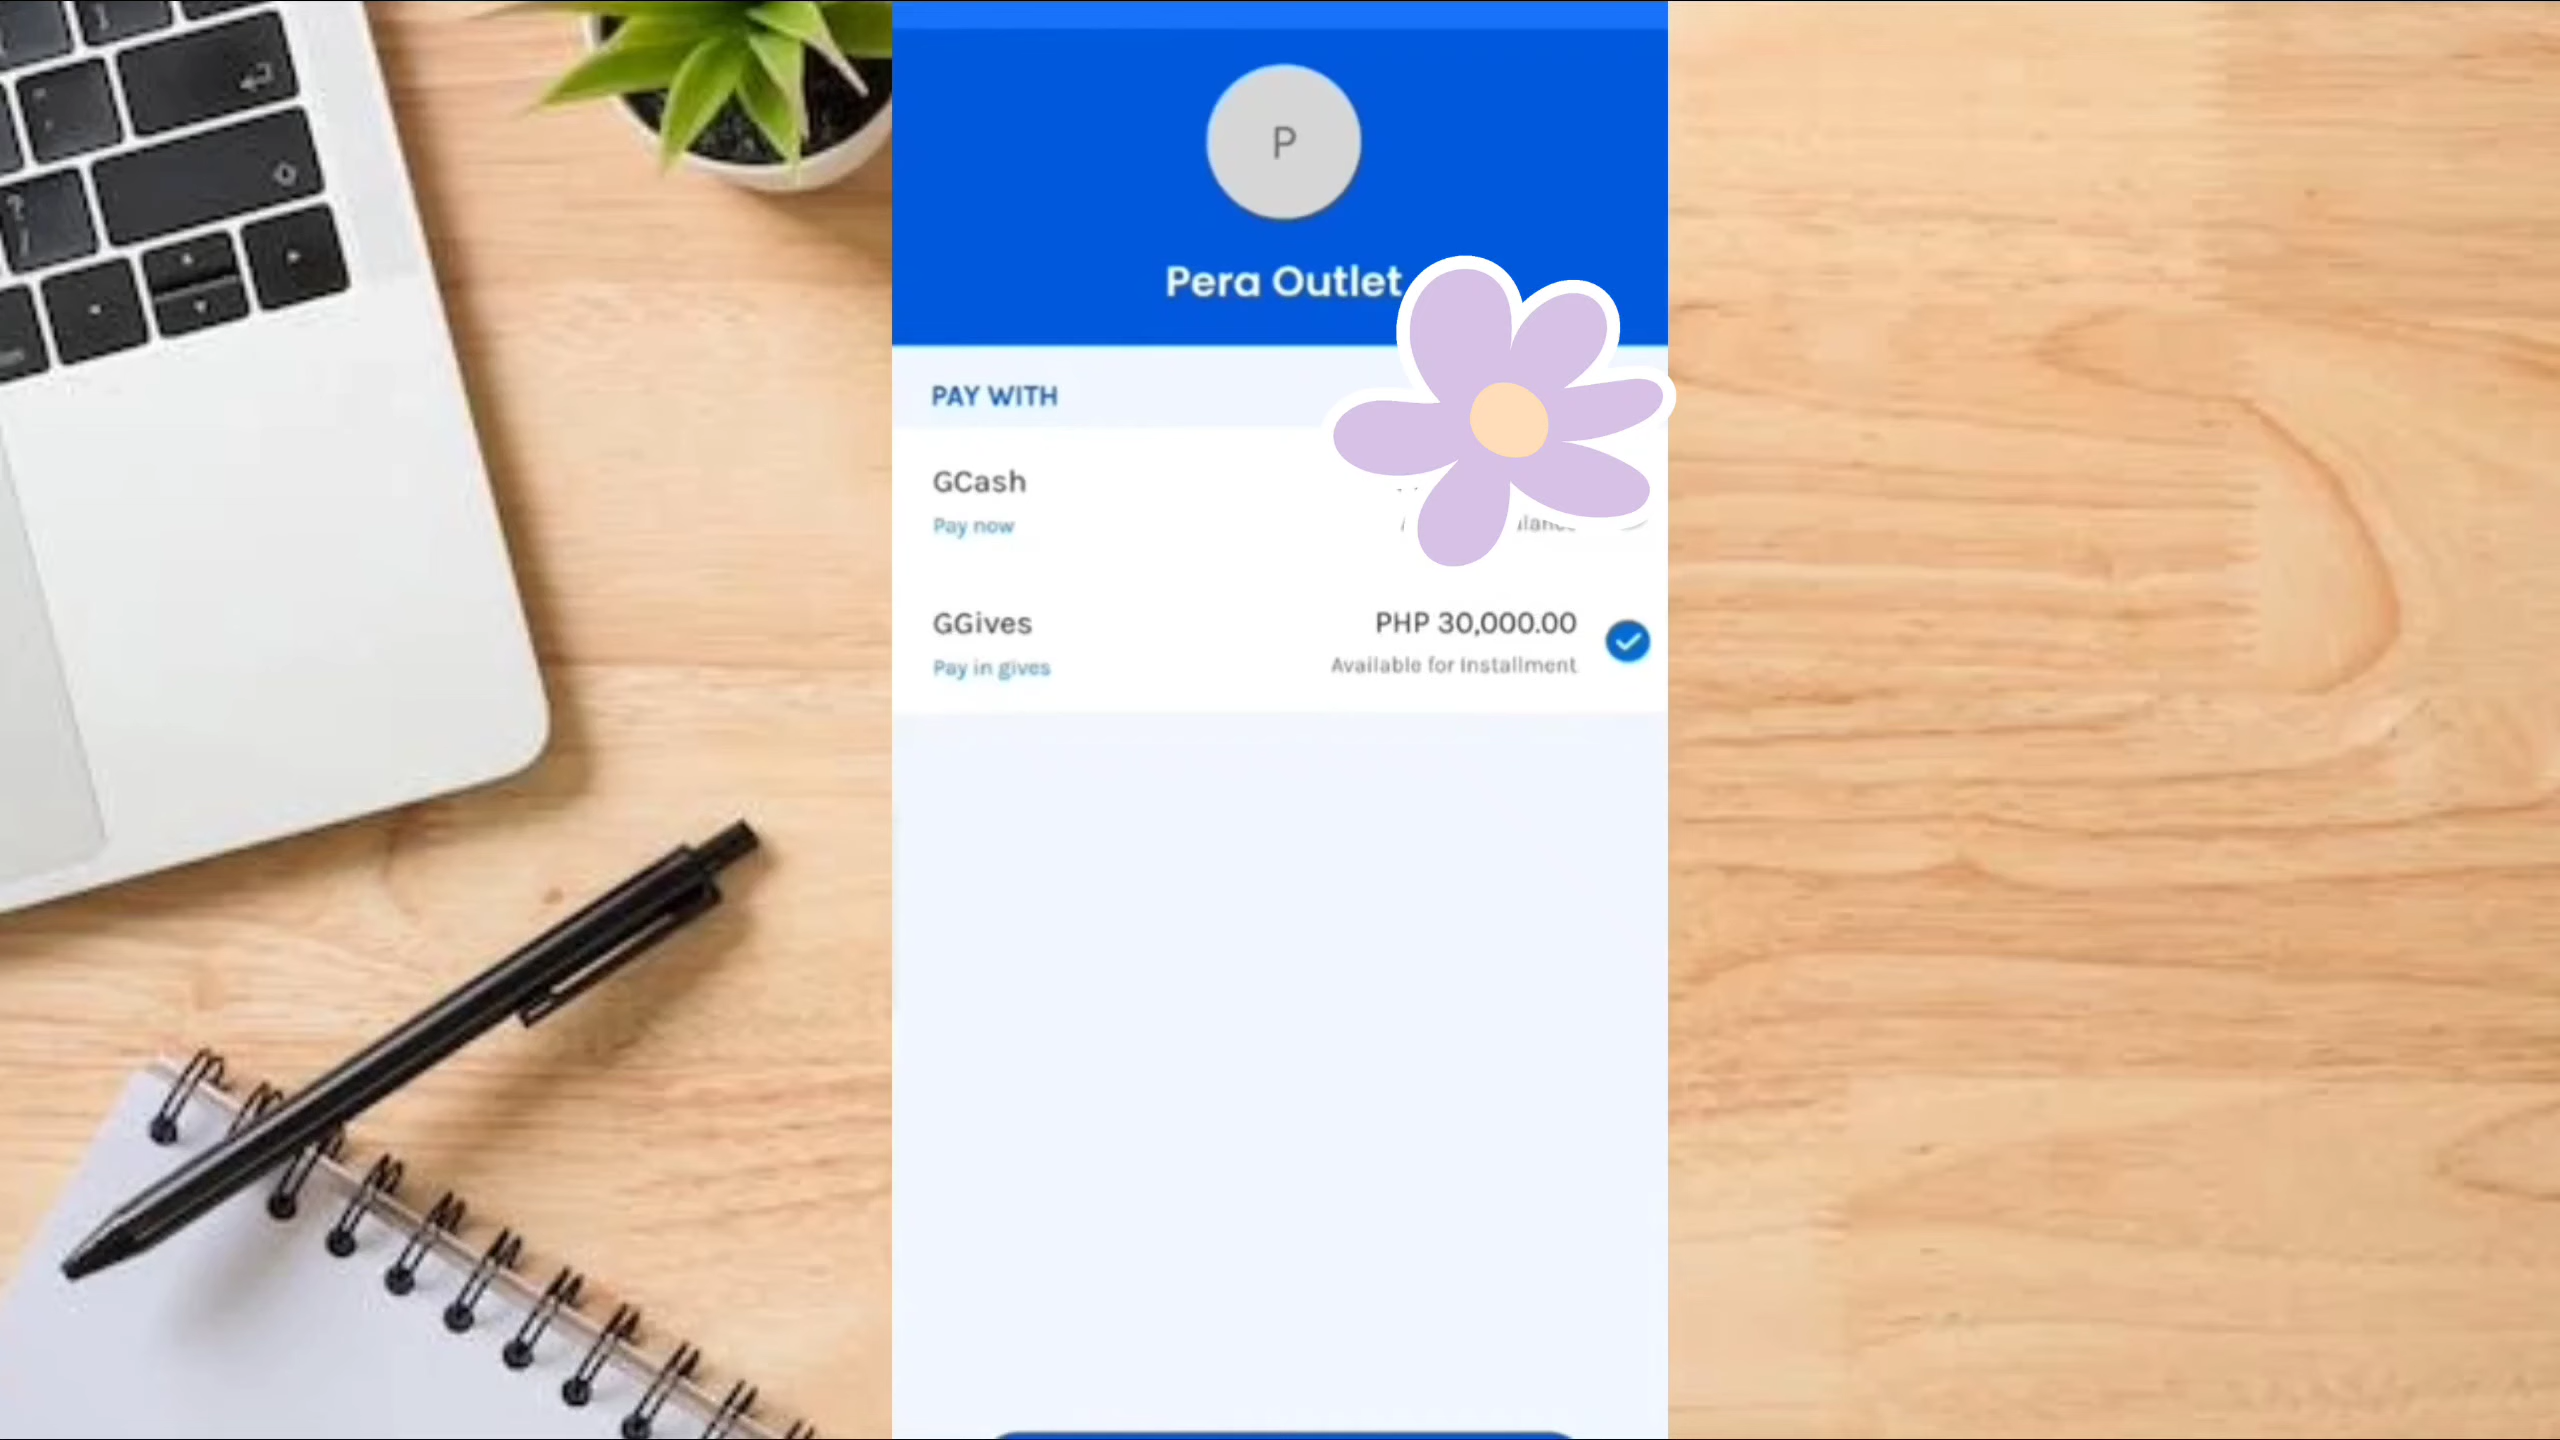 P
Pera Outlet
PAY WITH
GCash
Pay now
GGives
PHP 30,000.00
Pay in gives
Available for Installment